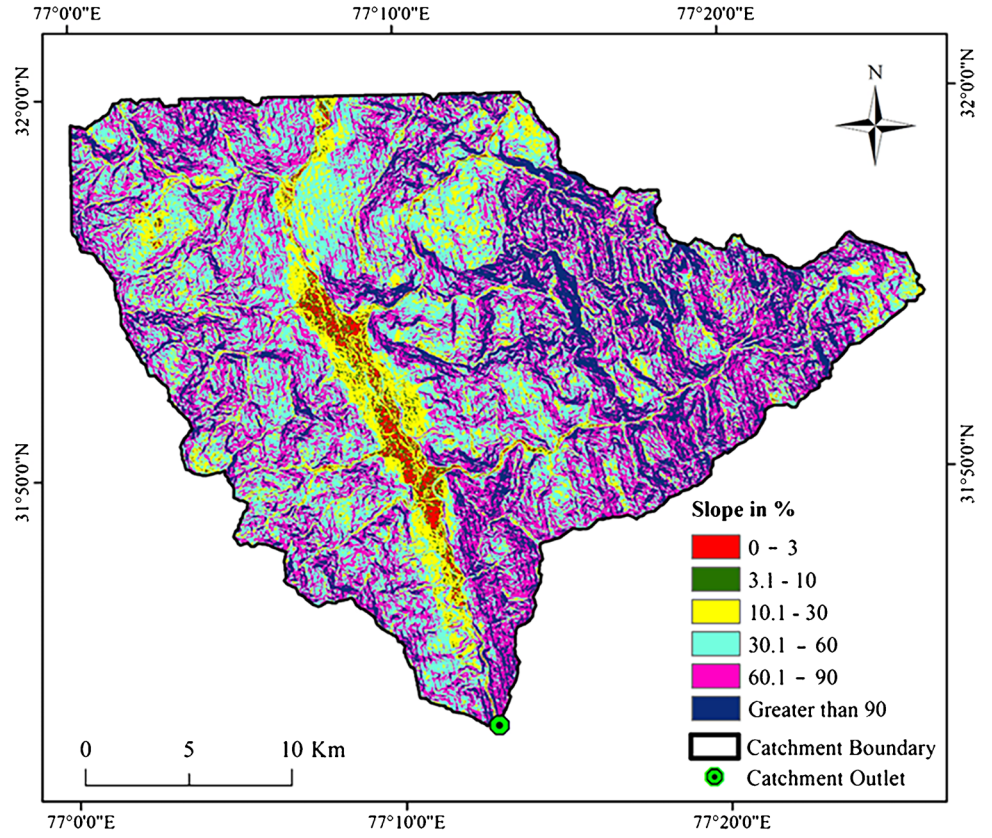 77°0'0"E 77°10'0"E 77°20'0"E
32°0'0"N
32°0'0"N
N
31°50'0"N
31°50'0"N
Slope in %
0 - 3
3.1 - 10
10.1 - 30
30.1 - 60
60.1 - 90
Greater than 90
Catchment Boundary
Catchment Outlet
0 5 10 Km
77°0'0"E 77°10'0"E 77°20'0"E